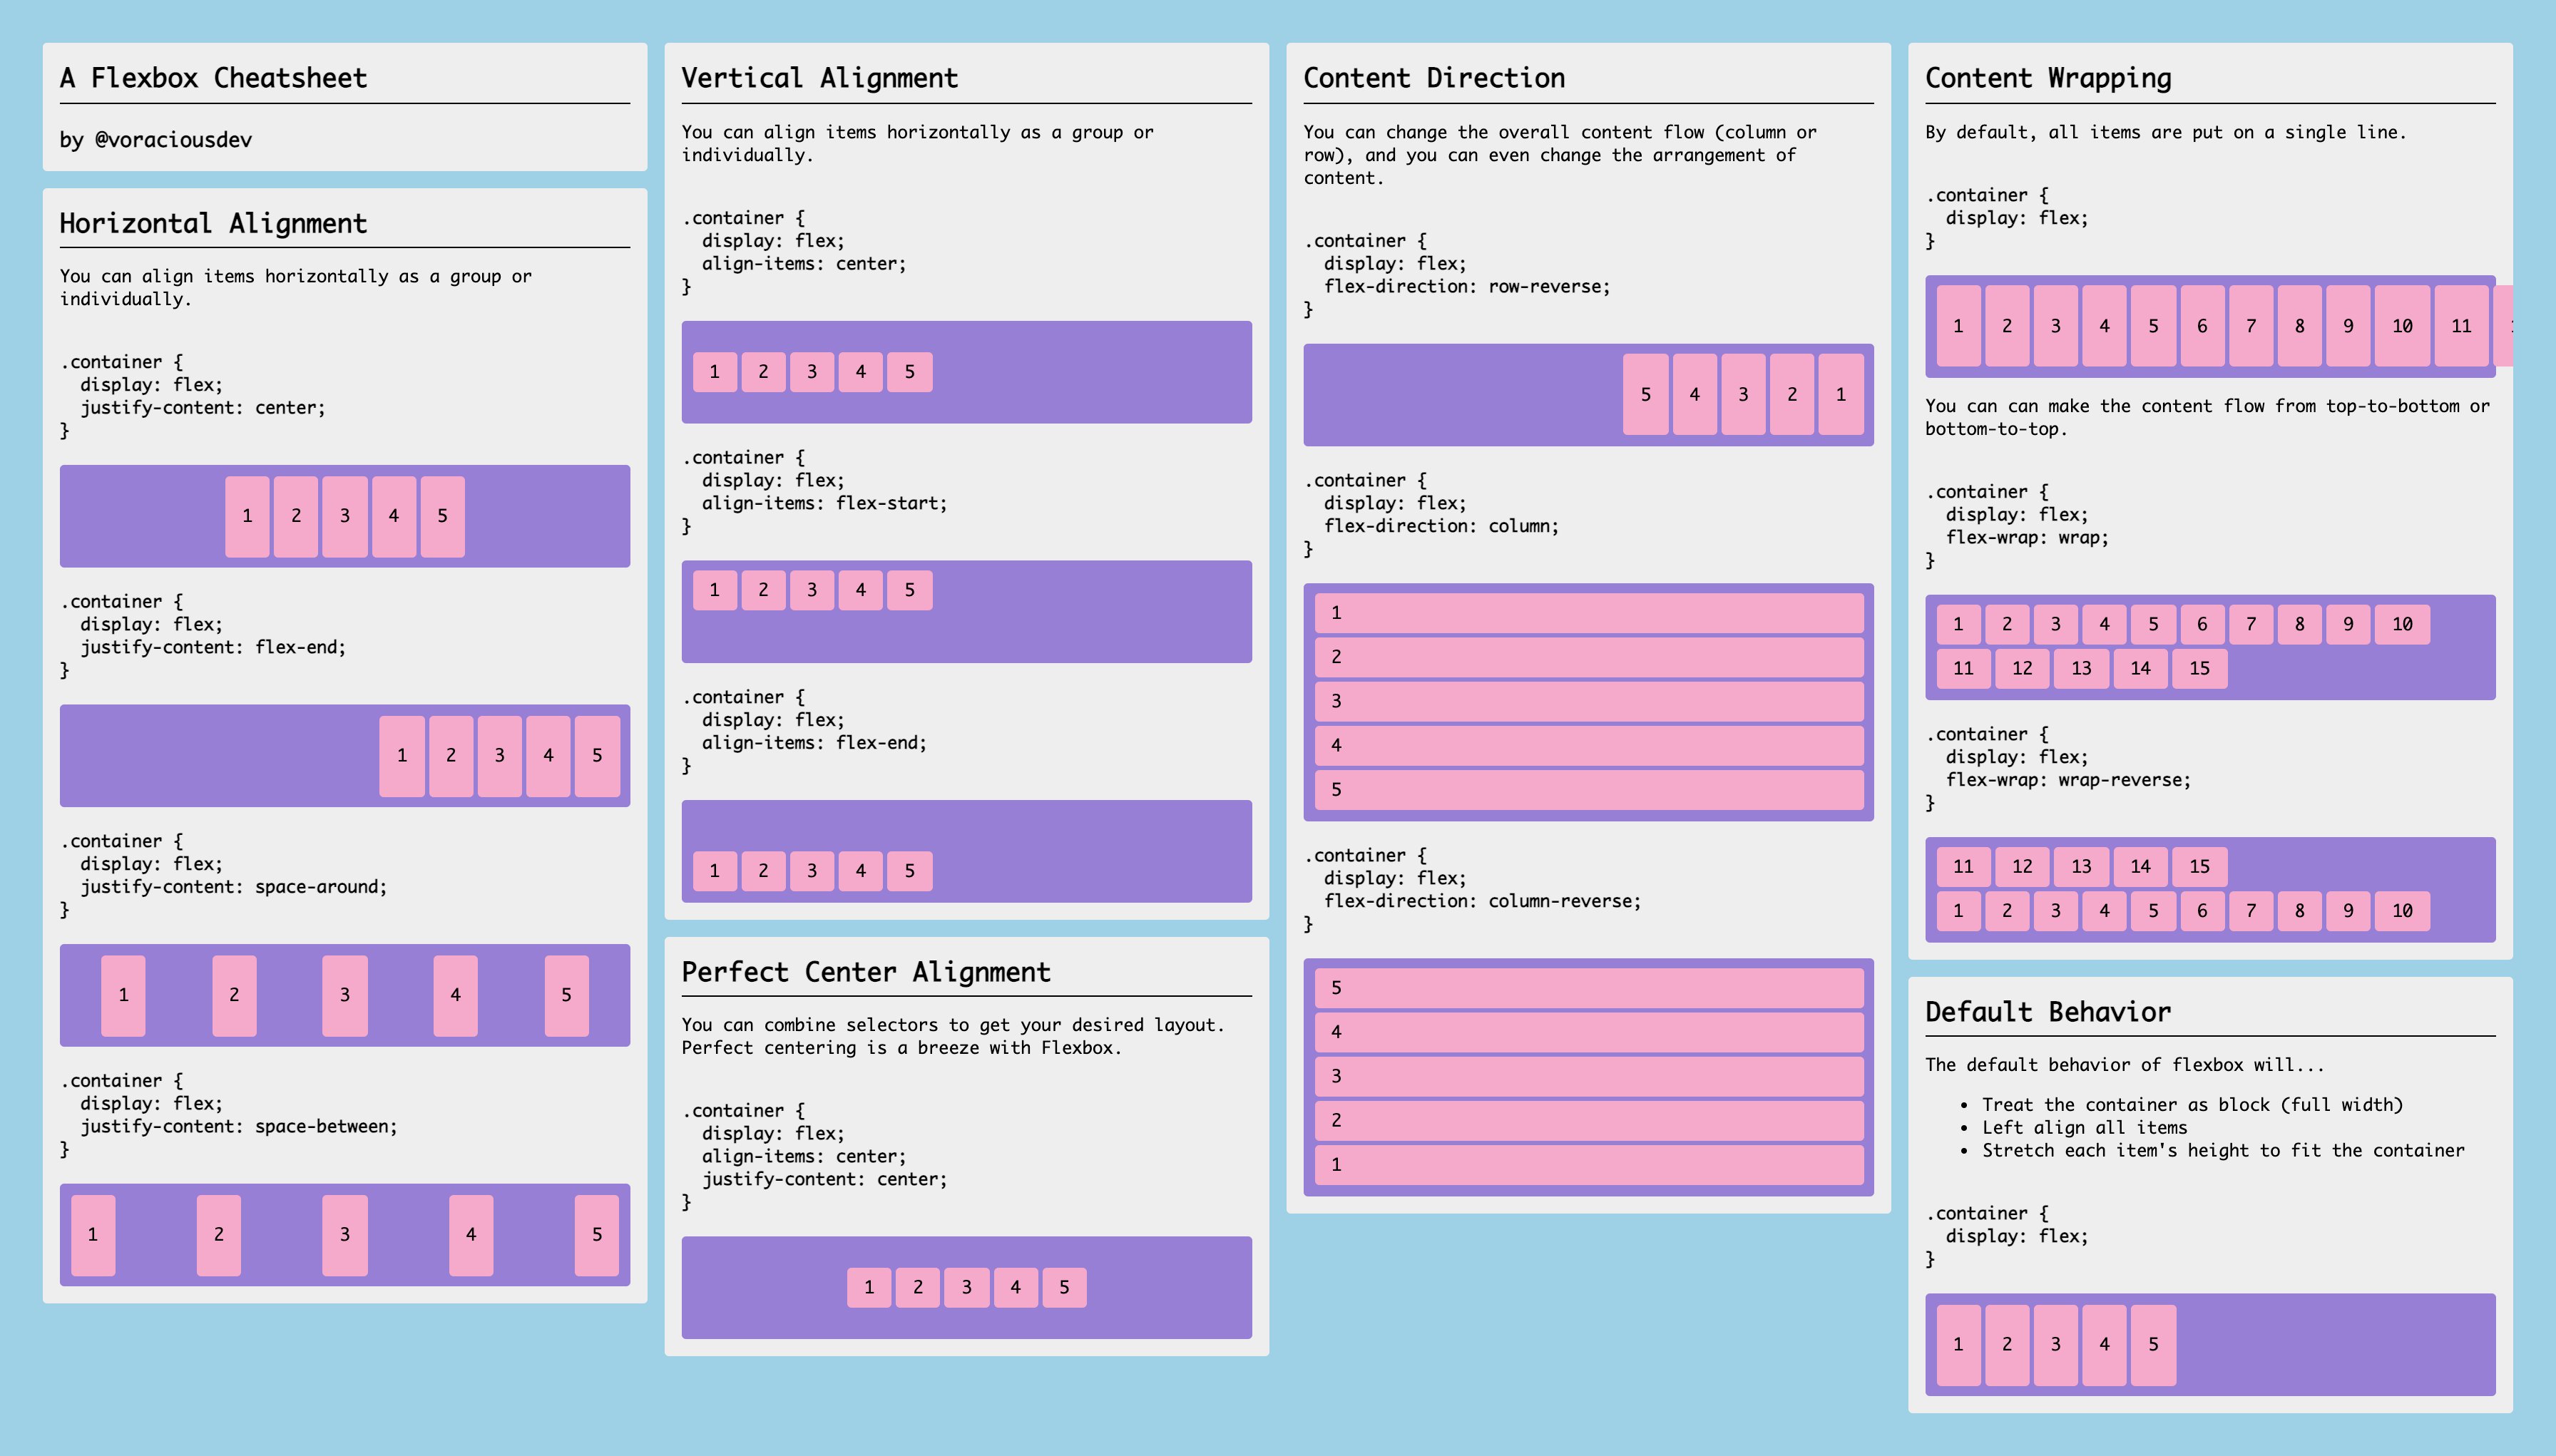 A Flexbox Cheatsheet
by @voraciousdev
Horizontal Alignment
You can align items horizontally as a group or
individually.
.container {
  display: flex;
  justify-content: center;
}
1 2 3 4 5
.container {
  display: flex;
  justify-content: flex-end;
}
1 2 3 4 5
.container {
  display: flex;
  justify-content: space-around;
}
1 2 3 4 5
.container {
  display: flex;
  justify-content: space-between;
}
1 2 3 4 5
Vertical Alignment
You can align items horizontally as a group or
individually.
.container {
  display: flex;
  align-items: center;
}
1 2 3 4 5
.container {
  display: flex;
  align-items: flex-start;
}
1 2 3 4 5
.container {
  display: flex;
  align-items: flex-end;
}
1 2 3 4 5
Perfect Center Alignment
You can combine selectors to get your desired layout.
Perfect centering is a breeze with Flexbox.
.container {
  display: flex;
  align-items: center;
  justify-content: center;
}
1 2 3 4 5
Content Direction
You can change the overall content flow (column or
row), and you can even change the arrangement of
content.
.container {
  display: flex;
  flex-direction: row-reverse;
}
5 4 3 2 1
.container {
  display: flex;
  flex-direction: column;
}
1
2
3
4
5
.container {
  display: flex;
  flex-direction: column-reverse;
}
5
4
3
2
1
Content Wrapping
By default, all items are put on a single line.
.container {
  display: flex;
}
1 2 3 4 5 6 7 8 9 10 11
You can can make the content flow from top-to-bottom or
bottom-to-top.
.container {
  display: flex;
  flex-wrap: wrap;
}
1 2 3 4 5 6 7 8 9 10
11 12 13 14 15
.container {
  display: flex;
  flex-wrap: wrap-reverse;
}
11 12 13 14 15
1 2 3 4 5 6 7 8 9 10
Default Behavior
The default behavior of flexbox will...
• Treat the container as block (full width)
• Left align all items
• Stretch each item's height to fit the container
.container {
  display: flex;
}
1 2 3 4 5